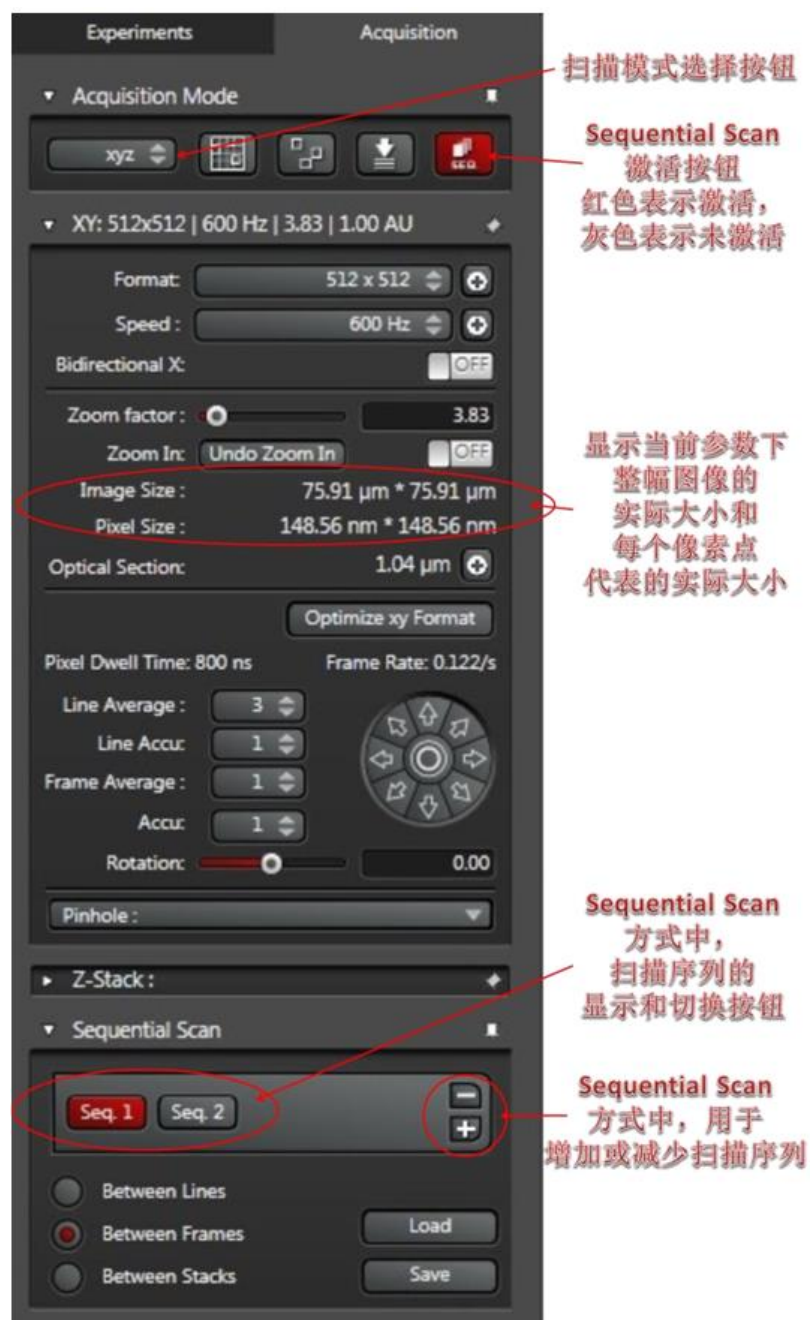 Experiments
Acquisition
Acquisition Mode
扫描模式选择按钮
xyz
SEQ
Sequential Scan
激活按钮
红色表示激活，
灰色表示未激活
XY: 512x512 | 600 Hz | 3.83 | 1.00 AU
Format:
512 x 512
Speed :
600 Hz
Bidirectional X:
OFF
Zoom factor :
3.83
Zoom In:
Undo Zoom In
OFF
Image Size :
75.91 µm * 75.91 µm
Pixel Size :
148.56 nm * 148.56 nm
显示当前参数下
整幅图像的
实际大小和
每个像素点
代表的实际大小
Optical Section:
1.04 µm
Optimize xy Format
Pixel Dwell Time: 800 ns
Frame Rate: 0.122/s
Line Average :
3
Line Accu:
1
Frame Average :
1
Accu:
1
Rotation:
0.00
Pinhole :
Sequential Scan
方式中，
扫描序列的
显示和切换按钮
Z-Stack :
Sequential Scan
Seq. 1
Seq. 2
Sequential Scan
方式中，用于
增加或减少扫描序列
Between Lines
Between Frames
Load
Between Stacks
Save